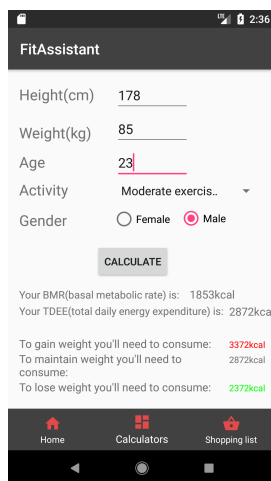 LTE 2:36
FitAssistant
Height(cm) 178
Weight(kg) 85
Age 23
Activity Moderate exercis..
Gender Female Male
CALCULATE
Your BMR(basal metabolic rate) is: 1853kcal
Your TDEE(total daily energy expenditure) is: 2872kca
To gain weight you'll need to consume: 3372kcal
To maintain weight you'll need to 2872kcal
consume:
To lose weight you'll need to consume: 2372kcal
Home Calculators Shopping list